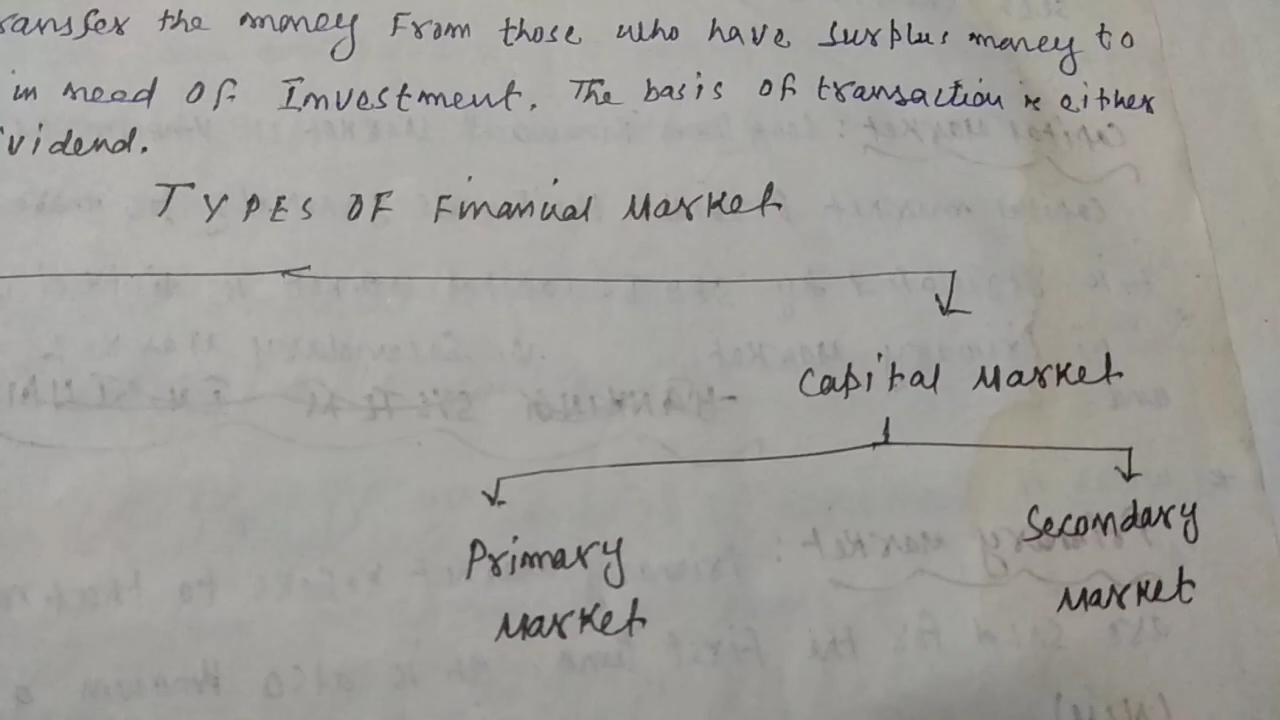 ransfer the money From those who have surplus money to
in need OF Investment. The basis of transaction is either
vidend.
TYPES OF Financial Market
Capital Market
Primary
Market
Secondary
Market